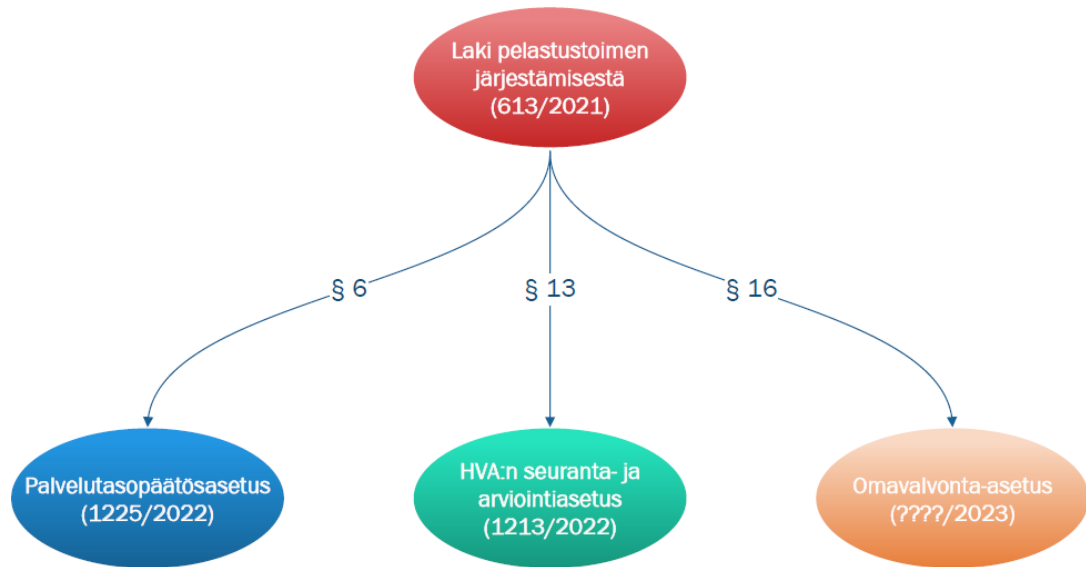 Laki pelastustoimen
järjestämisestä
(613/2021)
§ 6
§ 13
§ 16
Palvelutasopäätösasetus
(1225/2022)
HVA:n seuranta- ja
arviointiasetus
(1213/2022)
Omavalvonta-asetus
(????/2023)